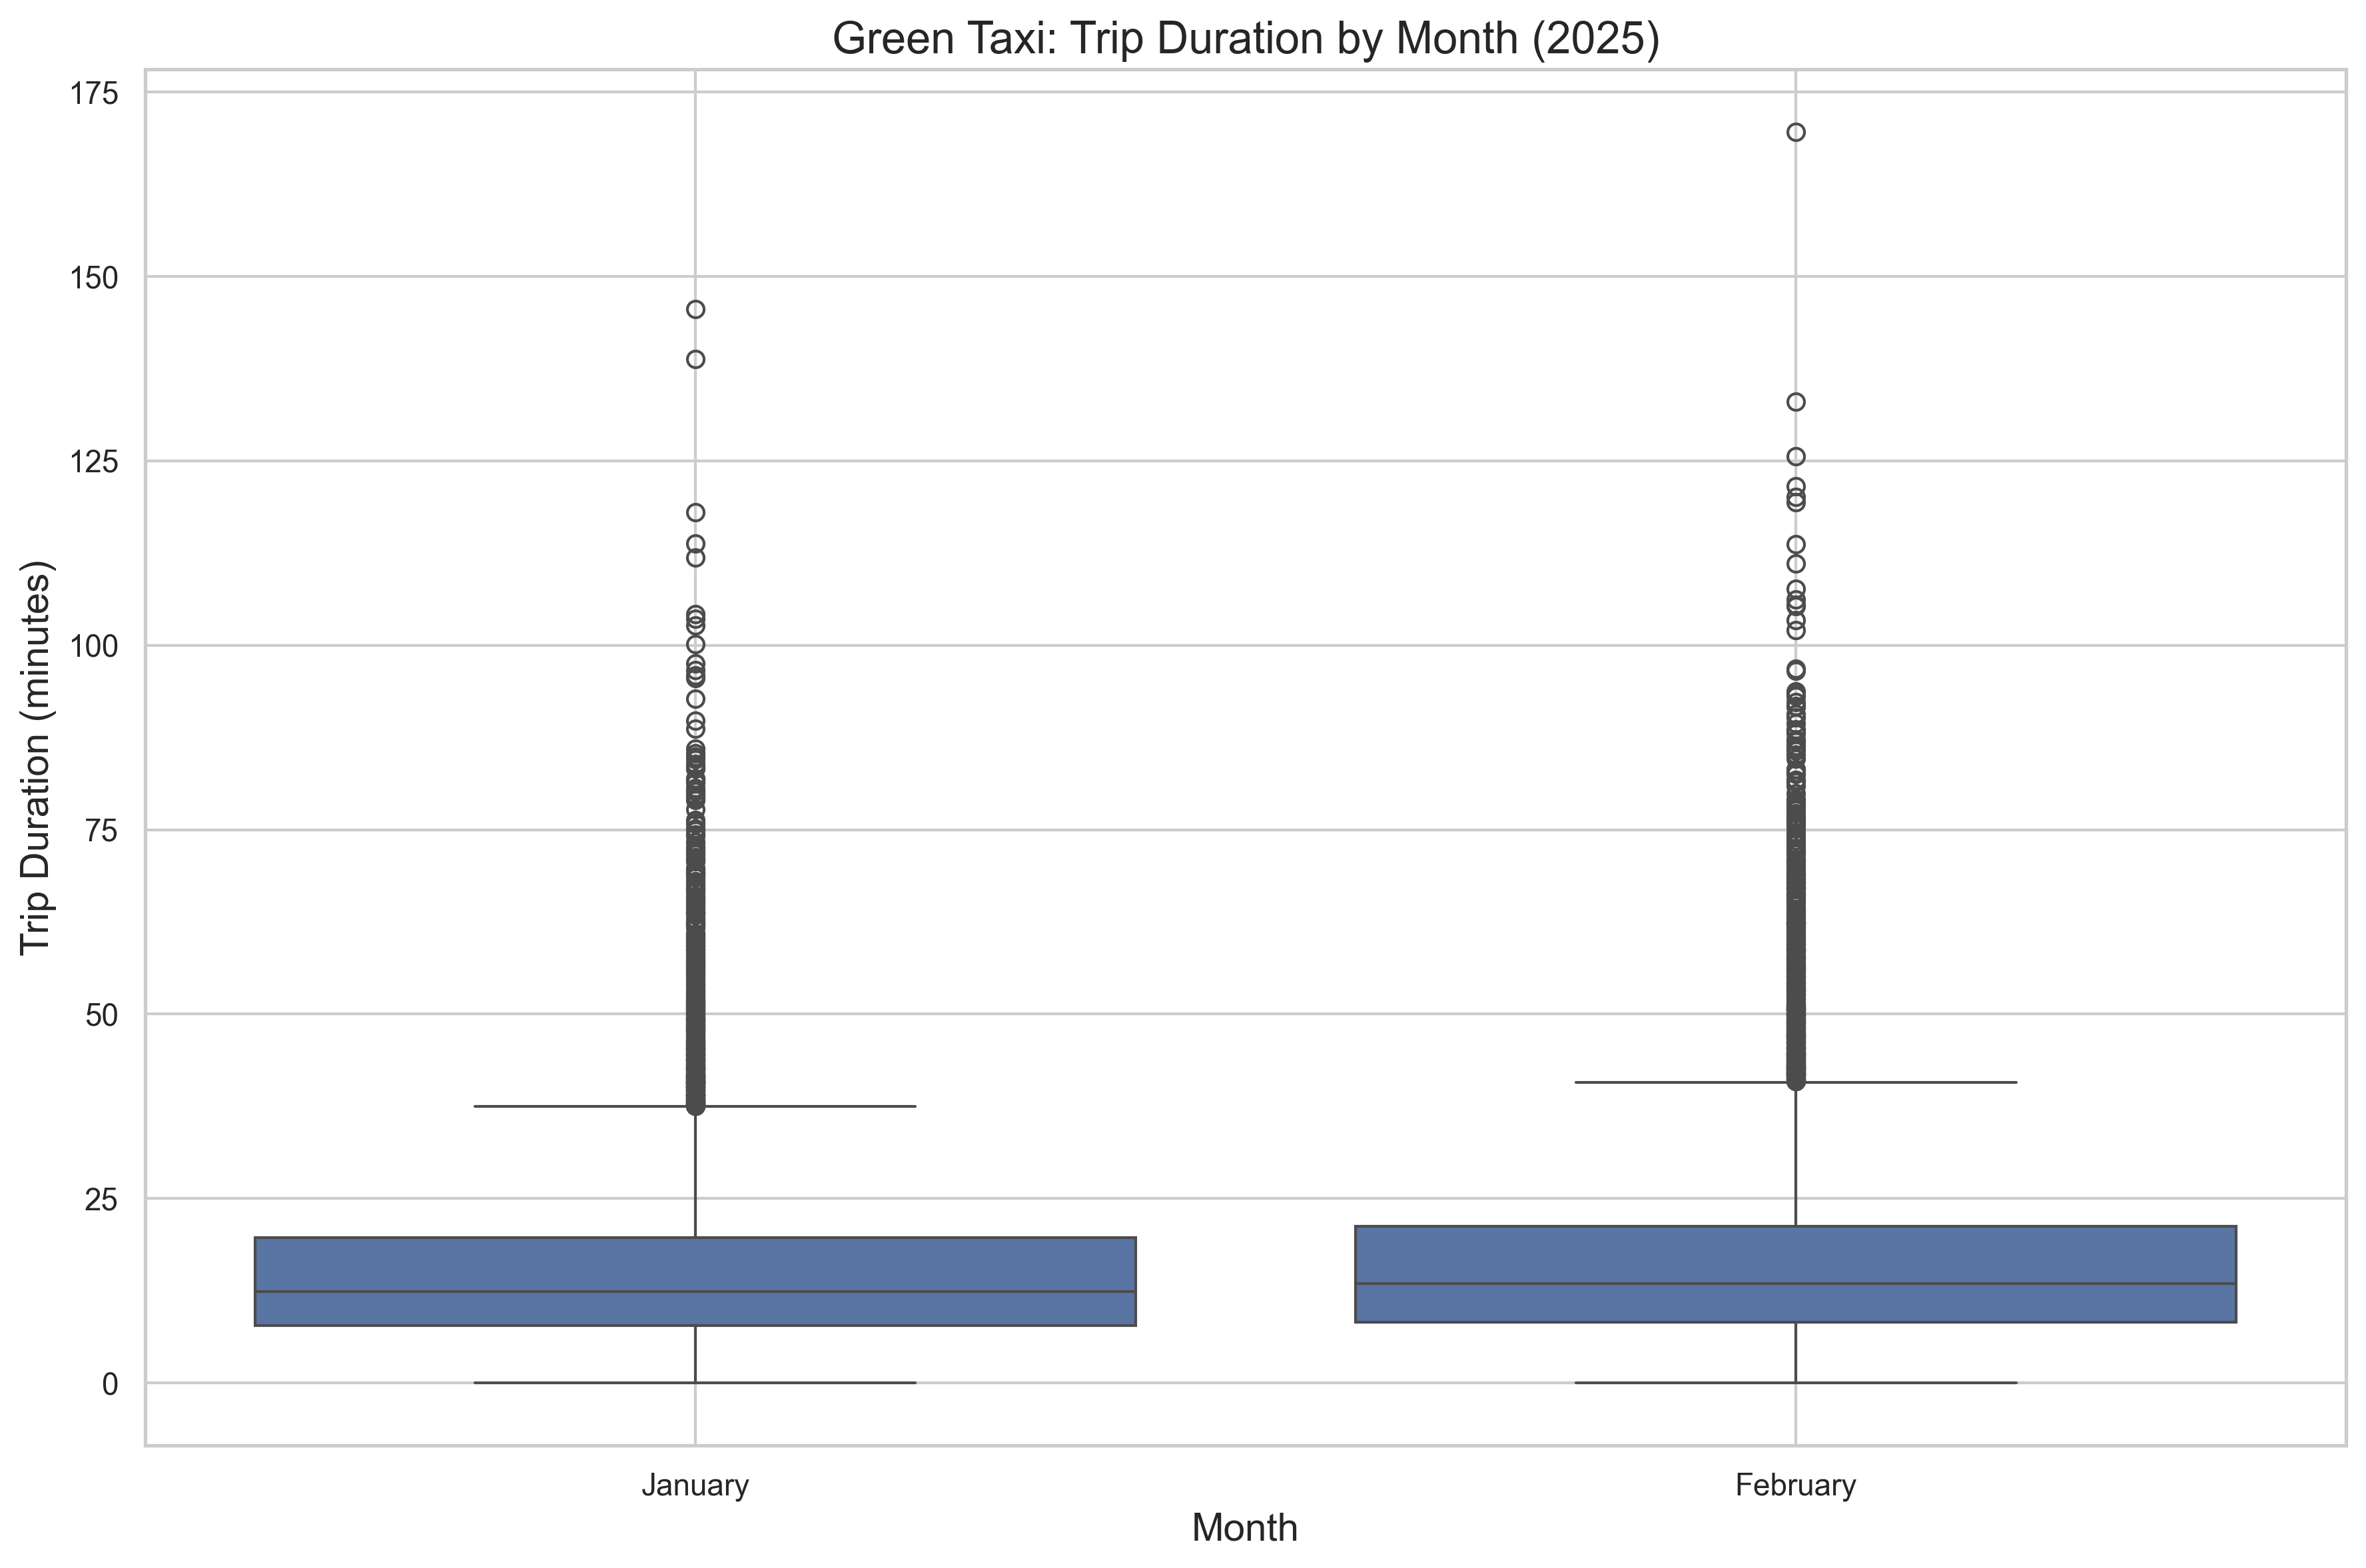 Green Taxi: Trip Duration by Month (2025)
Trip Duration (minutes)
175
150
125
100
75
50
25
0
January
February
Month